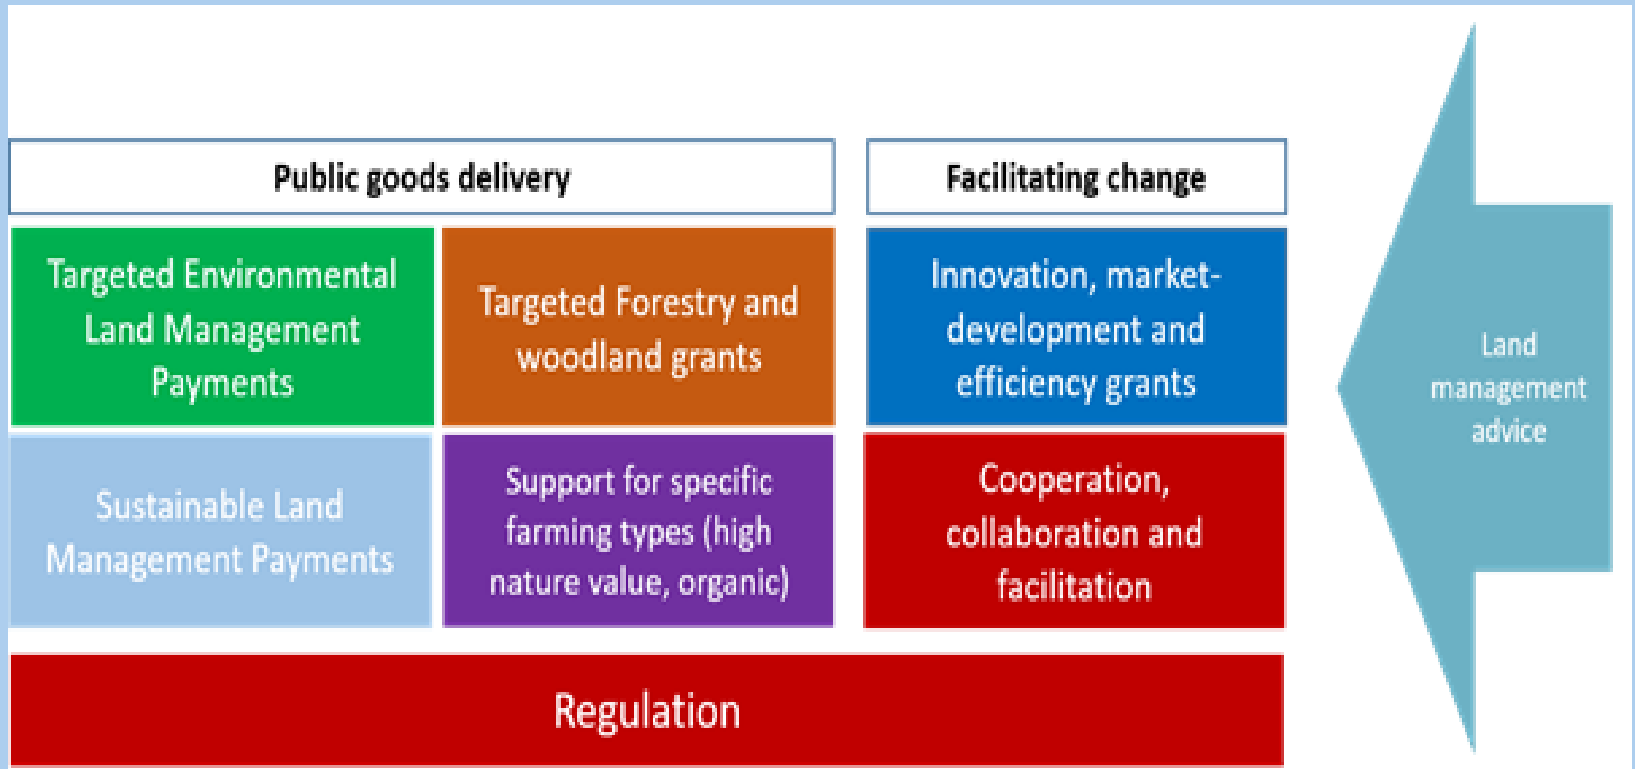 Public goods delivery
Facilitating change
Targeted Environmental
Land Management
Payments
Targeted Forestry and
woodland grants
Innovation, market-
development and
efficiency grants
Sustainable Land
Management Payments
Support for specific
farming types (high
nature value, organic)
Cooperation,
collaboration and
facilitation
Regulation
Land
management
advice